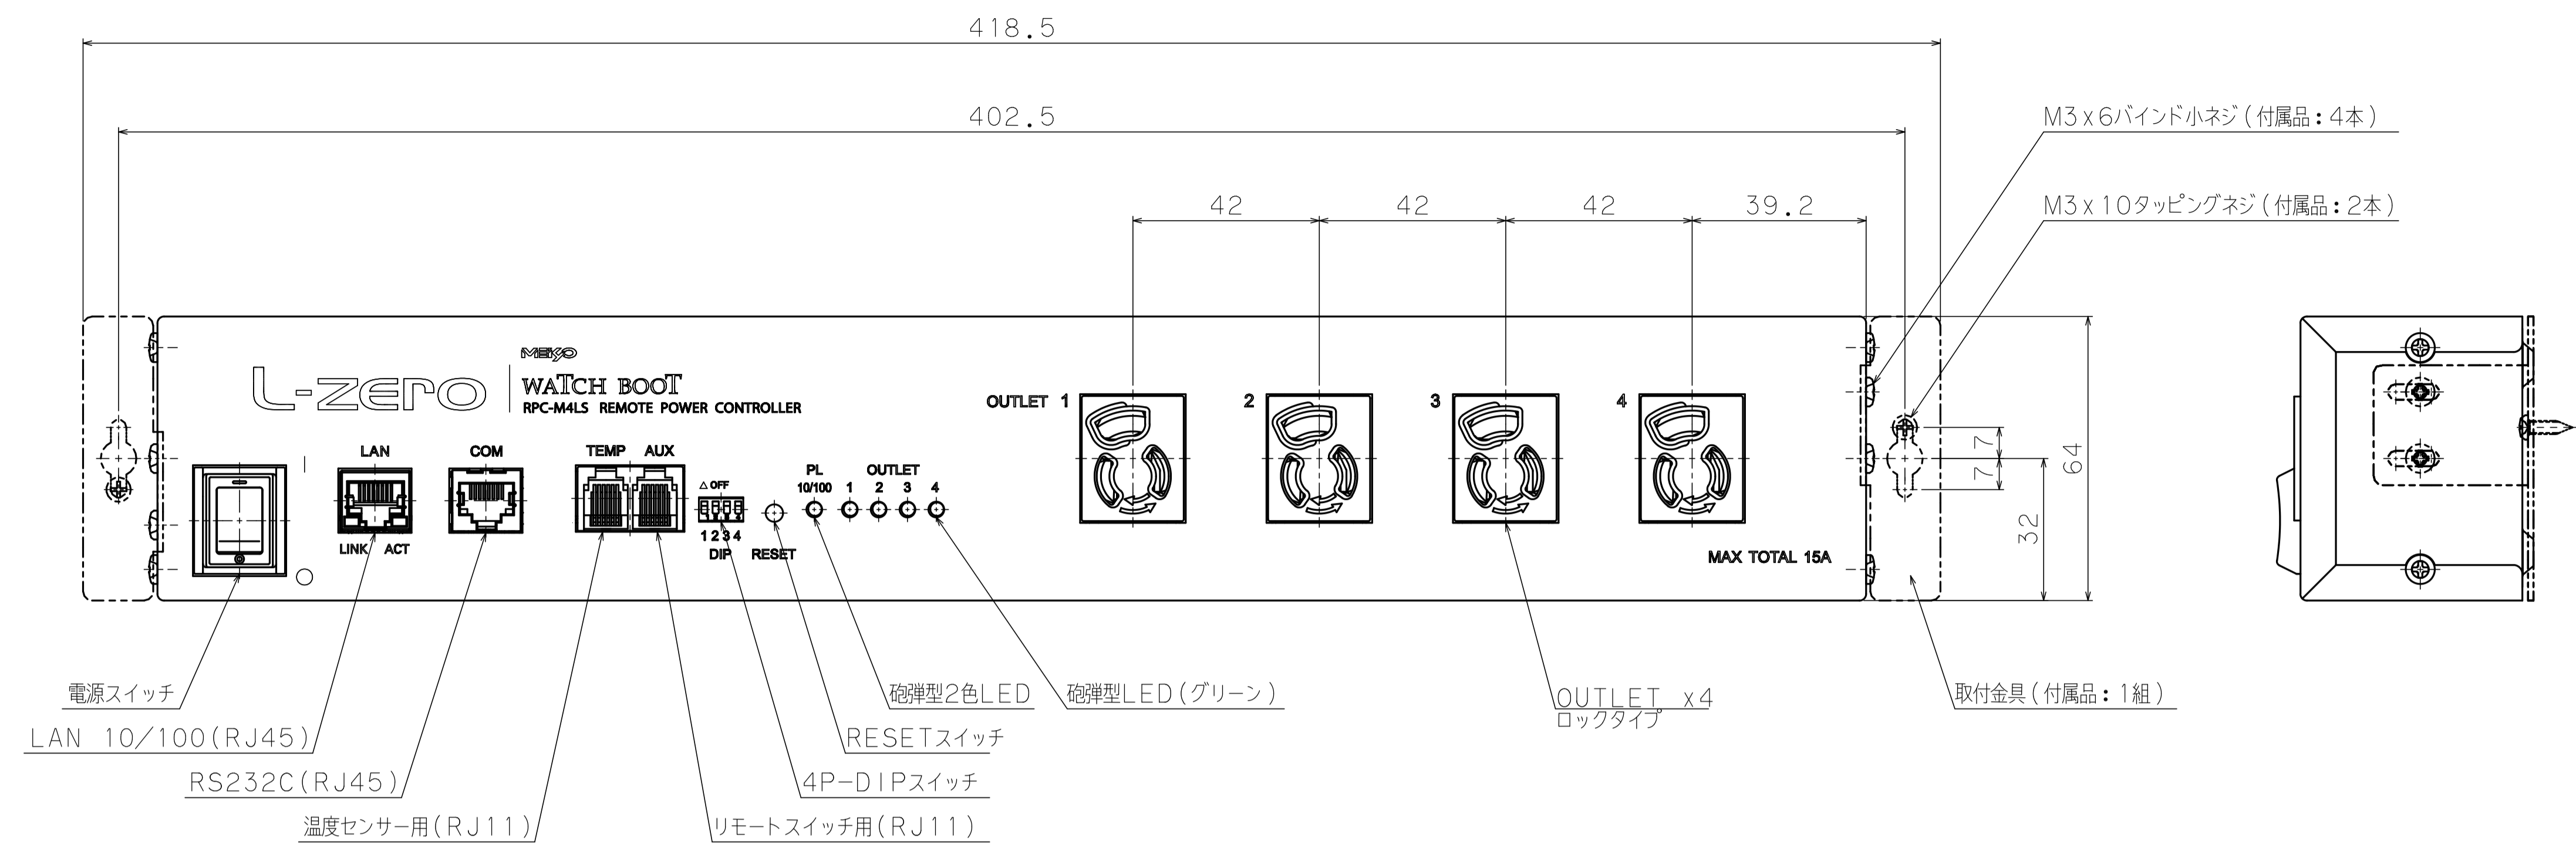 418.5
402.5
M3x6バインド小ネジ(付属品:4本)
42 42 42 39.2
M3x10タッピングネジ(付属品:2本)
MEIKYO
L-zero
WATCH BOOT
RPC-M4LS REMOTE POWER CONTROLLER
OUTLET 1 2 3 4
LAN COM TEMP AUX
PL OUTLET
10/100 1 2 3 4
△OFF
1 2 3 4
LINK ACT
DIP RESET
MAX TOTAL 15A
7
7
32
64
電源スイッチ
砲弾型2色LED
砲弾型LED(グリーン)
OUTLET x4
ロックタイプ
取付金具(付属品:1組)
LAN 10/100(RJ45)
RESETスイッチ
RS232C(RJ45)
4P-DIPスイッチ
温度センサー用(RJ11)
リモートスイッチ用(RJ11)